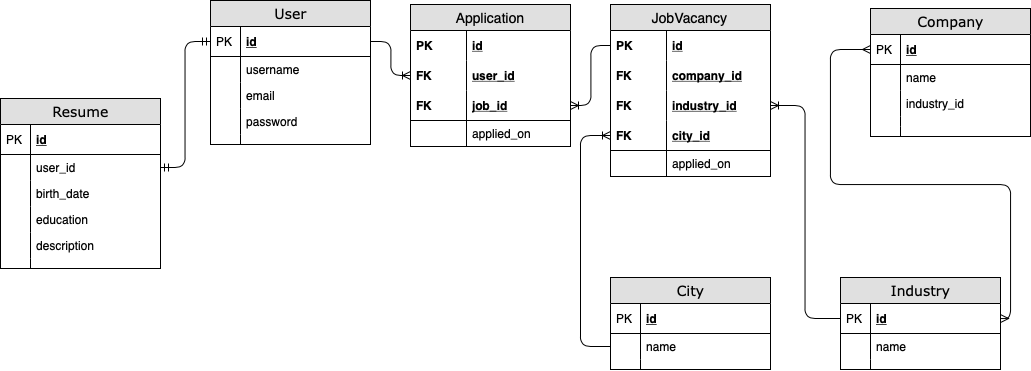 User
PK id
username
email
password
Application
PK id
FK user_id
FK job_id
applied_on
JobVacancy
PK id
FK company_id
FK industry_id
FK city_id
applied_on
Company
PK id
name
industry_id
Resume
PK id
user_id
birth_date
education
description
City
PK id
name
Industry
PK id
name